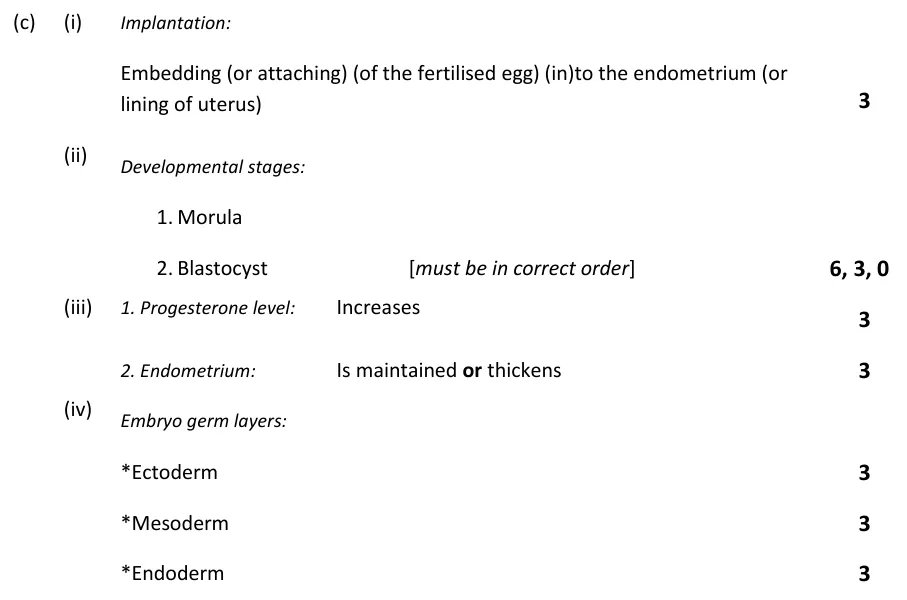 (c) (i) Implantation:
Embedding (or attaching) (of the fertilised egg) (in)to the endometrium (or
lining of uterus) 3
(ii) Developmental stages:
1. Morula
2. Blastocyst [must be in correct order] 6, 3, 0
(iii) 1. Progesterone level: Increases 3
2. Endometrium: Is maintained or thickens 3
(iv) Embryo germ layers:
*Ectoderm 3
*Mesoderm 3
*Endoderm 3